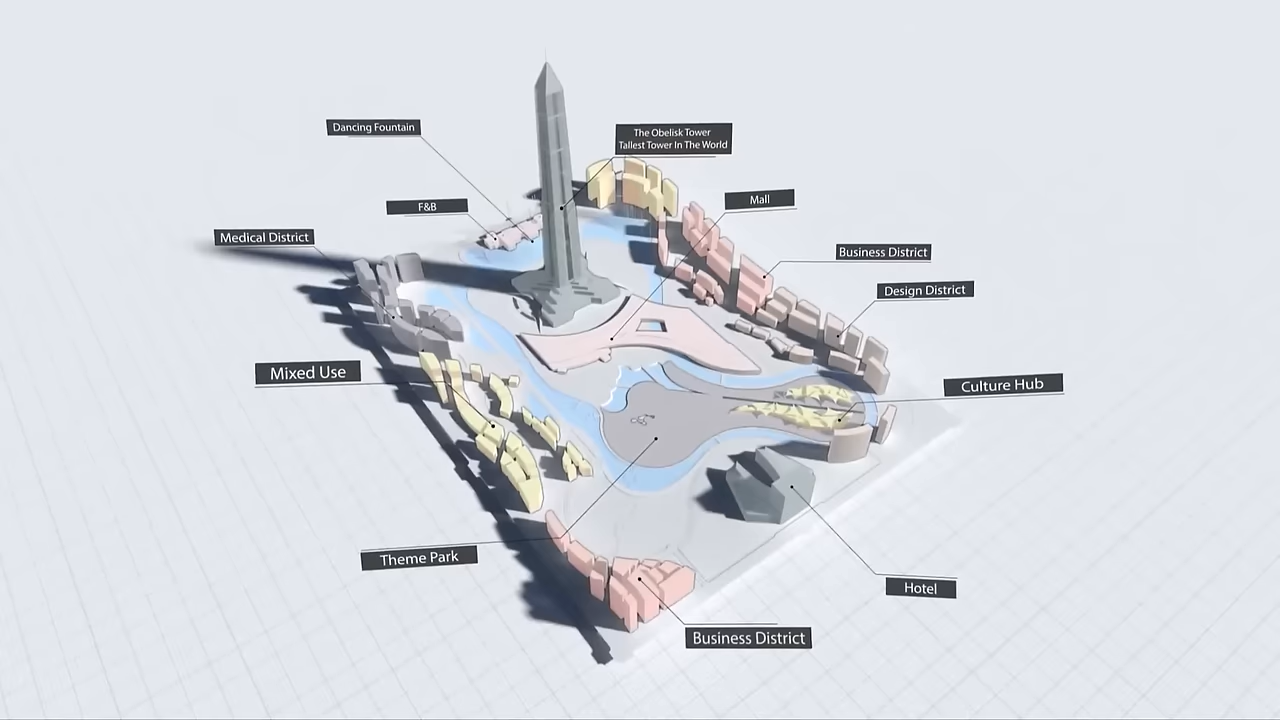 Dancing Fountain
The Obelisk Tower
Tallest Tower In The World
F&B
Mall
Medical District
Business District
Design District
Mixed Use
Culture Hub
Theme Park
Hotel
Business District